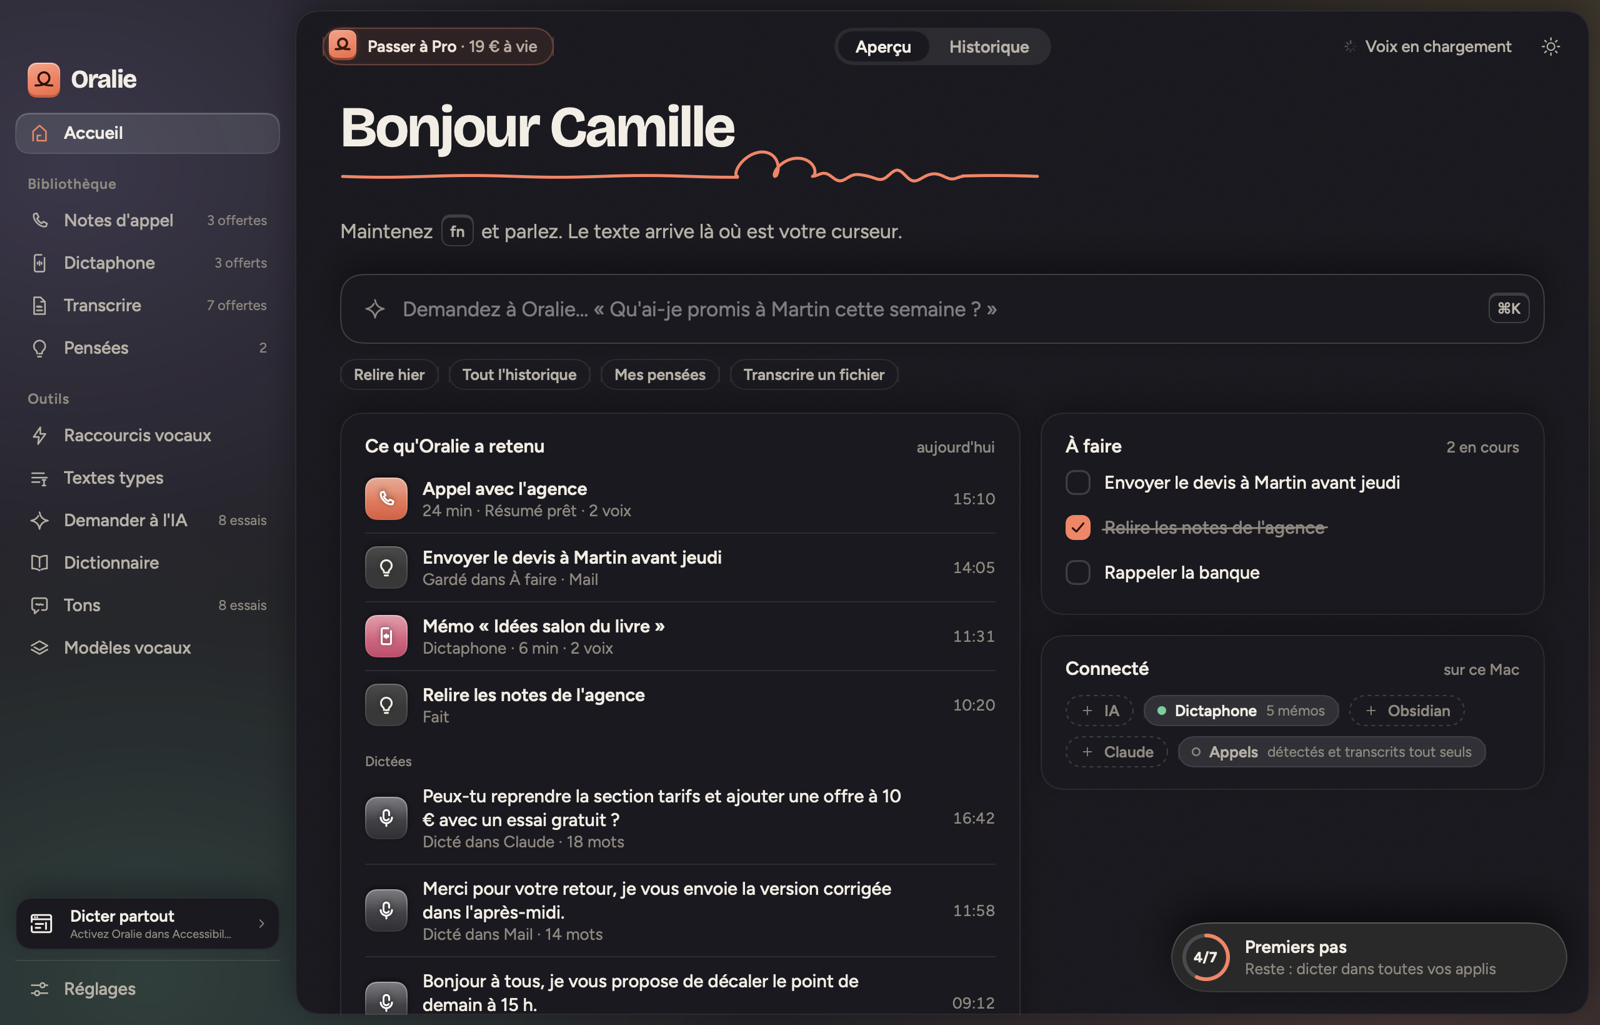 Oralie
Accueil
Bibliothèque
Notes d'appel 3 offertes
Dictaphone 3 offerts
Transcrire 7 offertes
Pensées 2
Outils
Raccourcis vocaux
Textes types
Demander à l'IA 8 essais
Dictionnaire
Tons 8 essais
Modèles vocaux
Dicter partout
Activez Oralie dans Accessibil...
Réglages
Passer à Pro · 19 € à vie
Aperçu Historique
Voix en chargement
Bonjour Camille
Maintenez fn et parlez. Le texte arrive là où est votre curseur.
Demandez à Oralie... « Qu'ai-je promis à Martin cette semaine ? » ⌘K
Relire hier Tout l'historique Mes pensées Transcrire un fichier
Ce qu'Oralie a retenu aujourd'hui
Appel avec l'agence 15:10
24 min · Résumé prêt · 2 voix
Envoyer le devis à Martin avant jeudi 14:05
Gardé dans À faire · Mail
Mémo « Idées salon du livre » 11:31
Dictaphone · 6 min · 2 voix
Relire les notes de l'agence 10:20
Fait
Dictées
Peux-tu reprendre la section tarifs et ajouter une offre à 10
€ avec un essai gratuit ? 16:42
Dicté dans Claude · 18 mots
Merci pour votre retour, je vous envoie la version corrigée
dans l'après-midi. 11:58
Dicté dans Mail · 14 mots
Bonjour à tous, je vous propose de décaler le point de
demain à 15 h. 09:12
À faire 2 en cours
Envoyer le devis à Martin avant jeudi
Relire les notes de l'agence
Rappeler la banque
Connecté sur ce Mac
+ IA Dictaphone 5 mémos + Obsidian
+ Claude Appels détectés et transcrits tout seuls
4/7 Premiers pas
Reste : dicter dans toutes vos applis